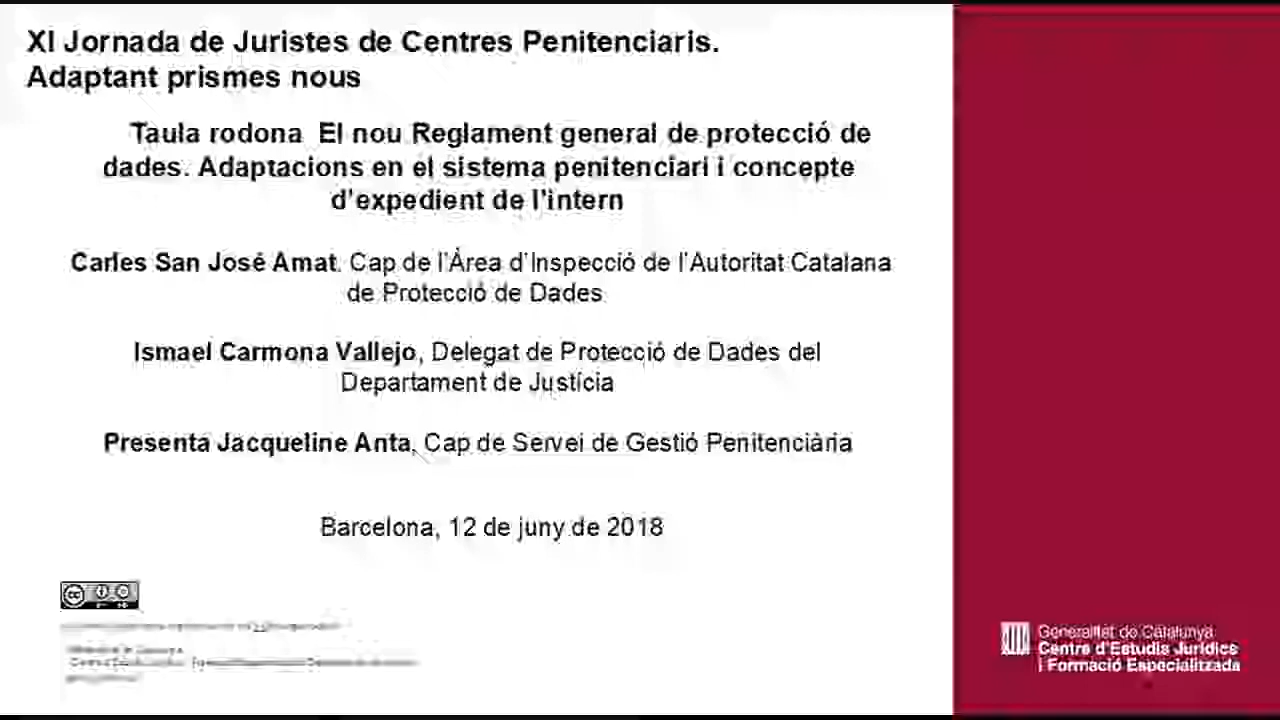 XI Jornada de Juristes de Centres Penitenciaris.
Adaptant prismes nous
Taula rodona El nou Reglament general de protecció de
dades. Adaptacions en el sistema penitenciari i concepte
d'expedient de l'intern
Carles San José Amat. Cap de l'Àrea d'Inspecció de l'Autoritat Catalana
de Protecció de Dades
Ismael Carmona Vallejo, Delegat de Protecció de Dades del
Departament de Justícia
Presenta Jacqueline Anta, Cap de Servei de Gestió Penitenciària
Barcelona, 12 de juny de 2018
cc
Generalitat de Catalunya
Centre d'Estudis Jurídics
i Formació Especialitzada